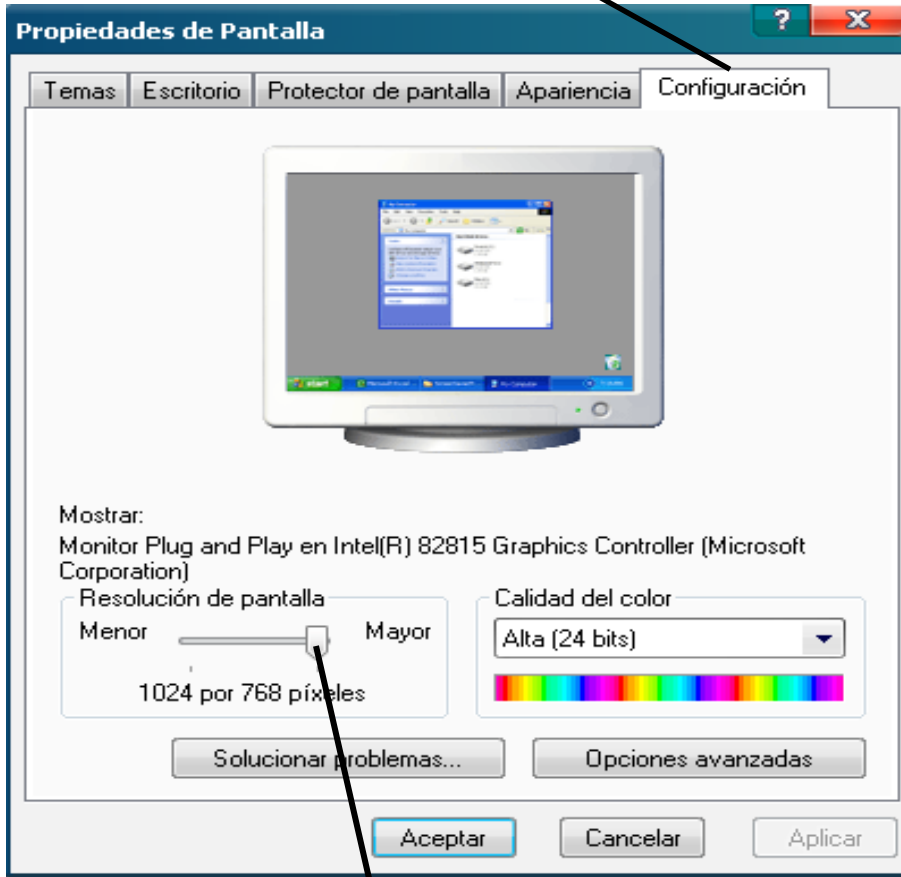 Propiedades de Pantalla ? X
Temas Escritorio Protector de pantalla Apariencia Configuración
start
Mostrar:
Monitor Plug and Play en Intel(R) 82815 Graphics Controller (Microsoft
Corporation)
Resolución de pantalla
Menor Mayor
1024 por 768 píxeles
Calidad del color
Alta (24 bits)
Solucionar problemas... Opciones avanzadas
Aceptar Cancelar Aplicar